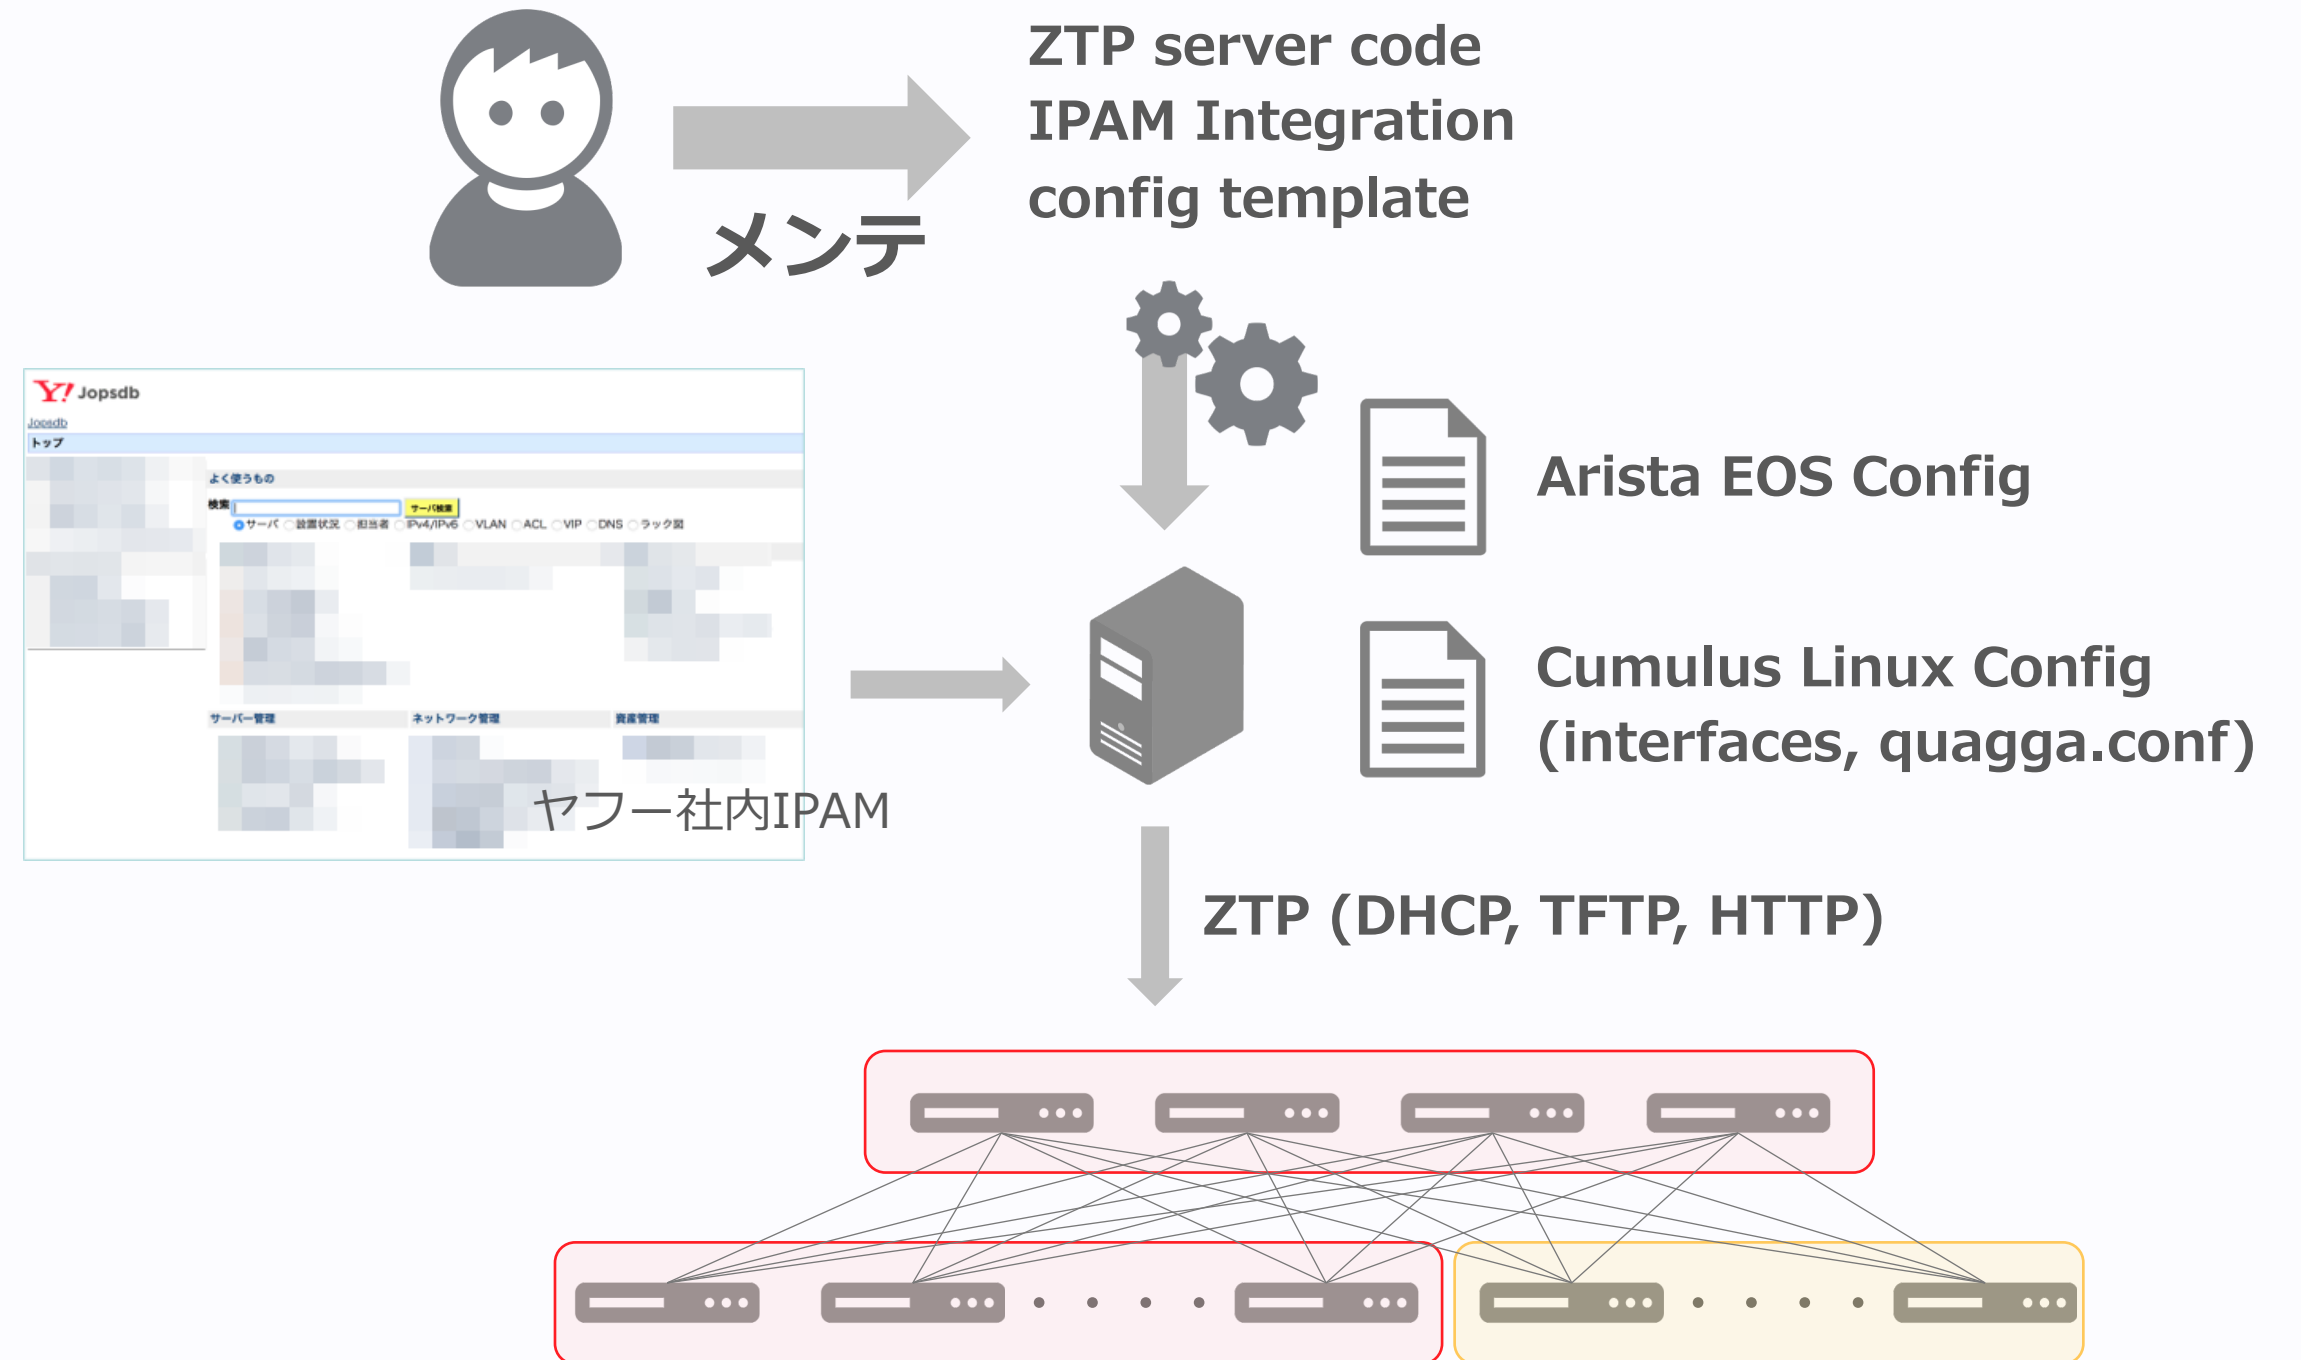 ZTP server code
IPAM Integration
config template
メンテ
Y! Jopsdb
Jopsdb
トップ
よく使うもの
検索 サーバ検索
サーバ 設置状況 担当者 IPv4/IPv6 VLAN ACL VIP DNS ラック図
サーバー管理 ネットワーク管理 資産管理
ヤフー社内IPAM
Arista EOS Config
Cumulus Linux Config
(interfaces, quagga.conf)
ZTP (DHCP, TFTP, HTTP)